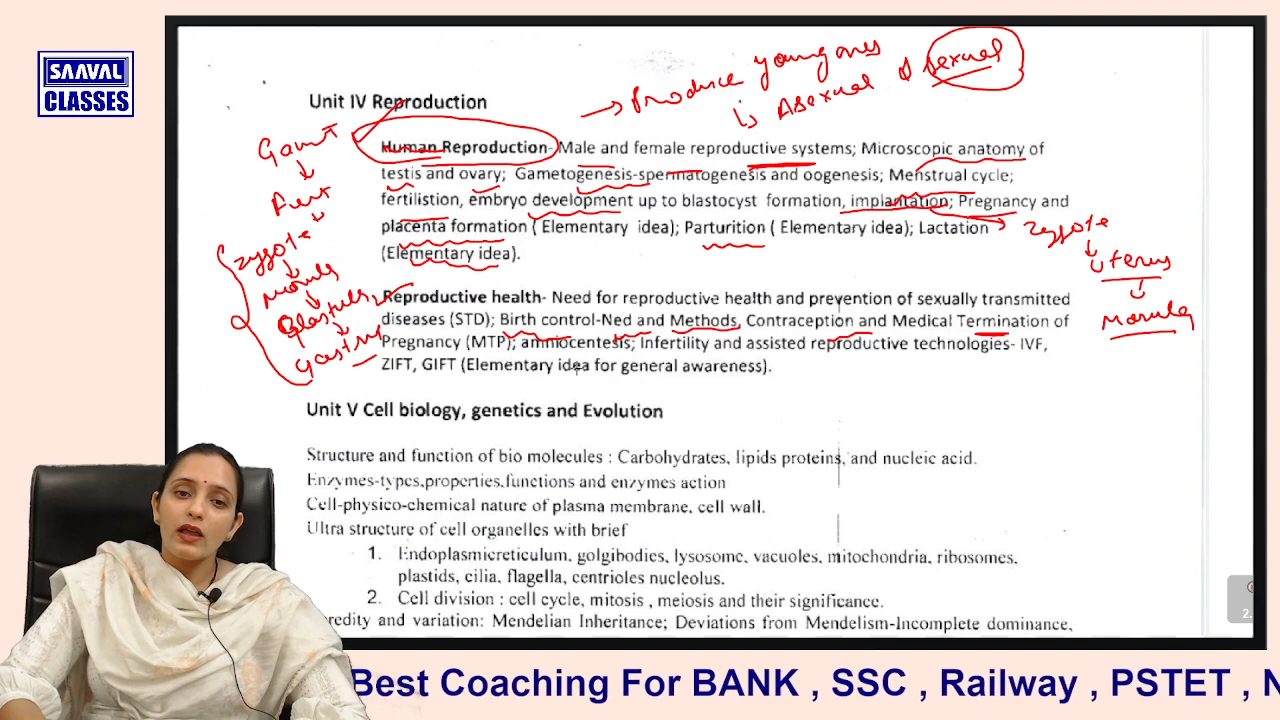 SAAVAL
CLASSES
→ Produce young ones
↳ Asexual & sexual
Unit IV Reproduction
Human Reproduction- Male and female reproductive systems; Microscopic anatomy of
testis and ovary; Gametogenesis-spermatogenesis and oogenesis; Menstrual cycle;
fertilistion, embryo development up to blastocyst formation, implantation; Pregnancy and
placenta formation ( Elementary idea); Parturition ( Elementary idea); Lactation
(Elementary idea).
zygote
↓
uterus
↓
Morula
Gamt
↓
Fert
↓
zygote
↓
Morula
↓
Blastula
↓
Reproductive health- Need for reproductive health and prevention of sexually transmitted
diseases (STD); Birth control-Ned and Methods, Contraception and Medical Termination of
Pregnancy (MTP); amniocentesis; Infertility and assisted reproductive technologies- IVF,
ZIFT, GIFT (Elementary idea for general awareness).
Unit V Cell biology, genetics and Evolution
Structure and function of bio molecules : Carbohydrates, lipids proteins, and nucleic acid.
Enzymes-types,properties,functions and enzymes action
Cell-physico-chemical nature of plasma membrane, cell wall.
Ultra structure of cell organelles with brief
1. Endoplasmicreticulum, golgibodies, lysosome, vacuoles, mitochondria, ribosomes,
plastids, cilia, flagella, centrioles nucleolus.
2. Cell division : cell cycle, mitosis , meiosis and their significance.
redity and variation: Mendelian Inheritance; Deviations from Mendelism-Incomplete dominance,
2.
Best Coaching For BANK , SSC , Railway , PSTET , N